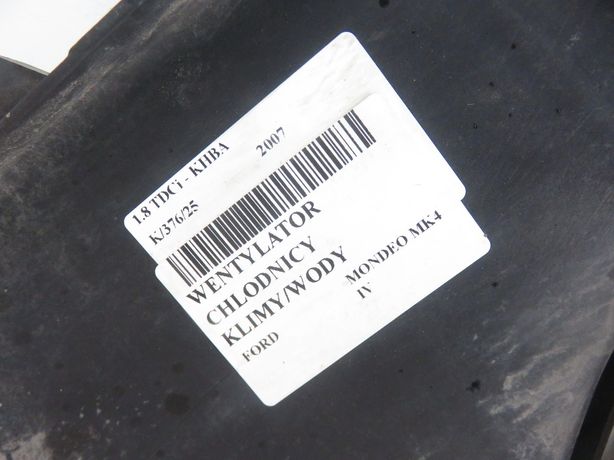 1.8 TDCi - KHBA 2007
K/376/25
WENTYLATOR
CHLODNICY
KLIMY/WODY
FORD MONDEO MK4
IV